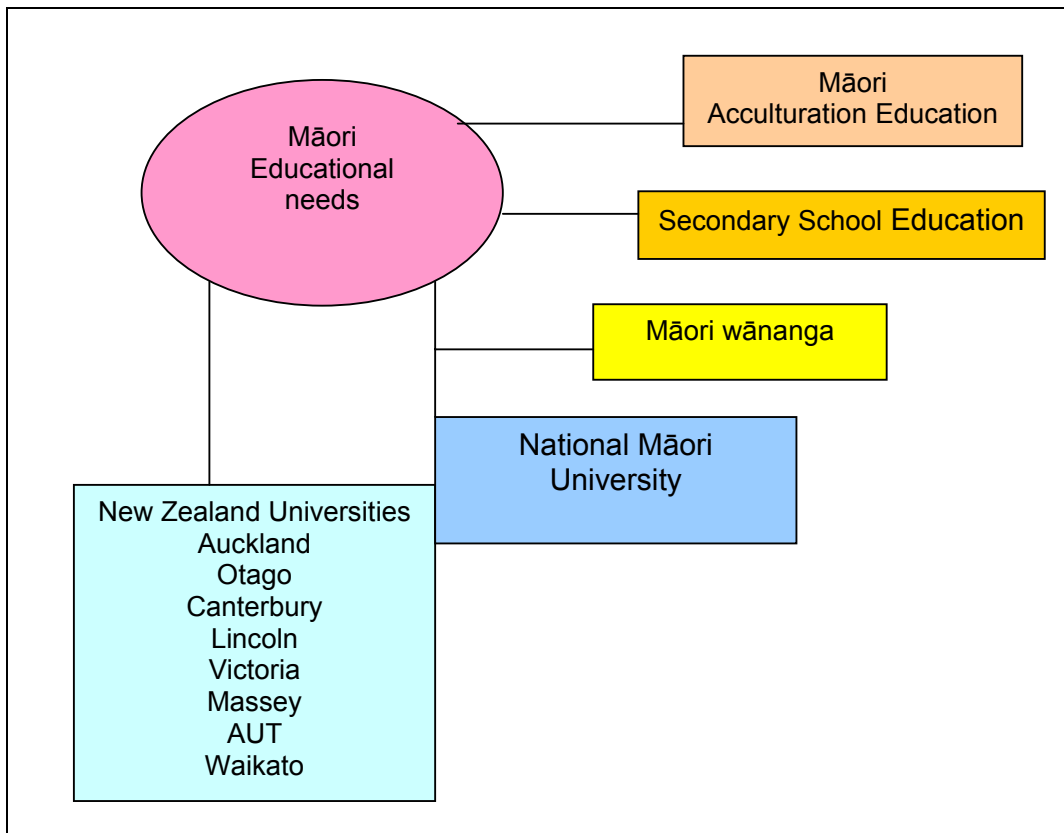 Māori
Educational
needs
Māori
Acculturation Education
Secondary School Education
Māori wānanga
National Māori
University
New Zealand Universities
Auckland
Otago
Canterbury
Lincoln
Victoria
Massey
AUT
Waikato